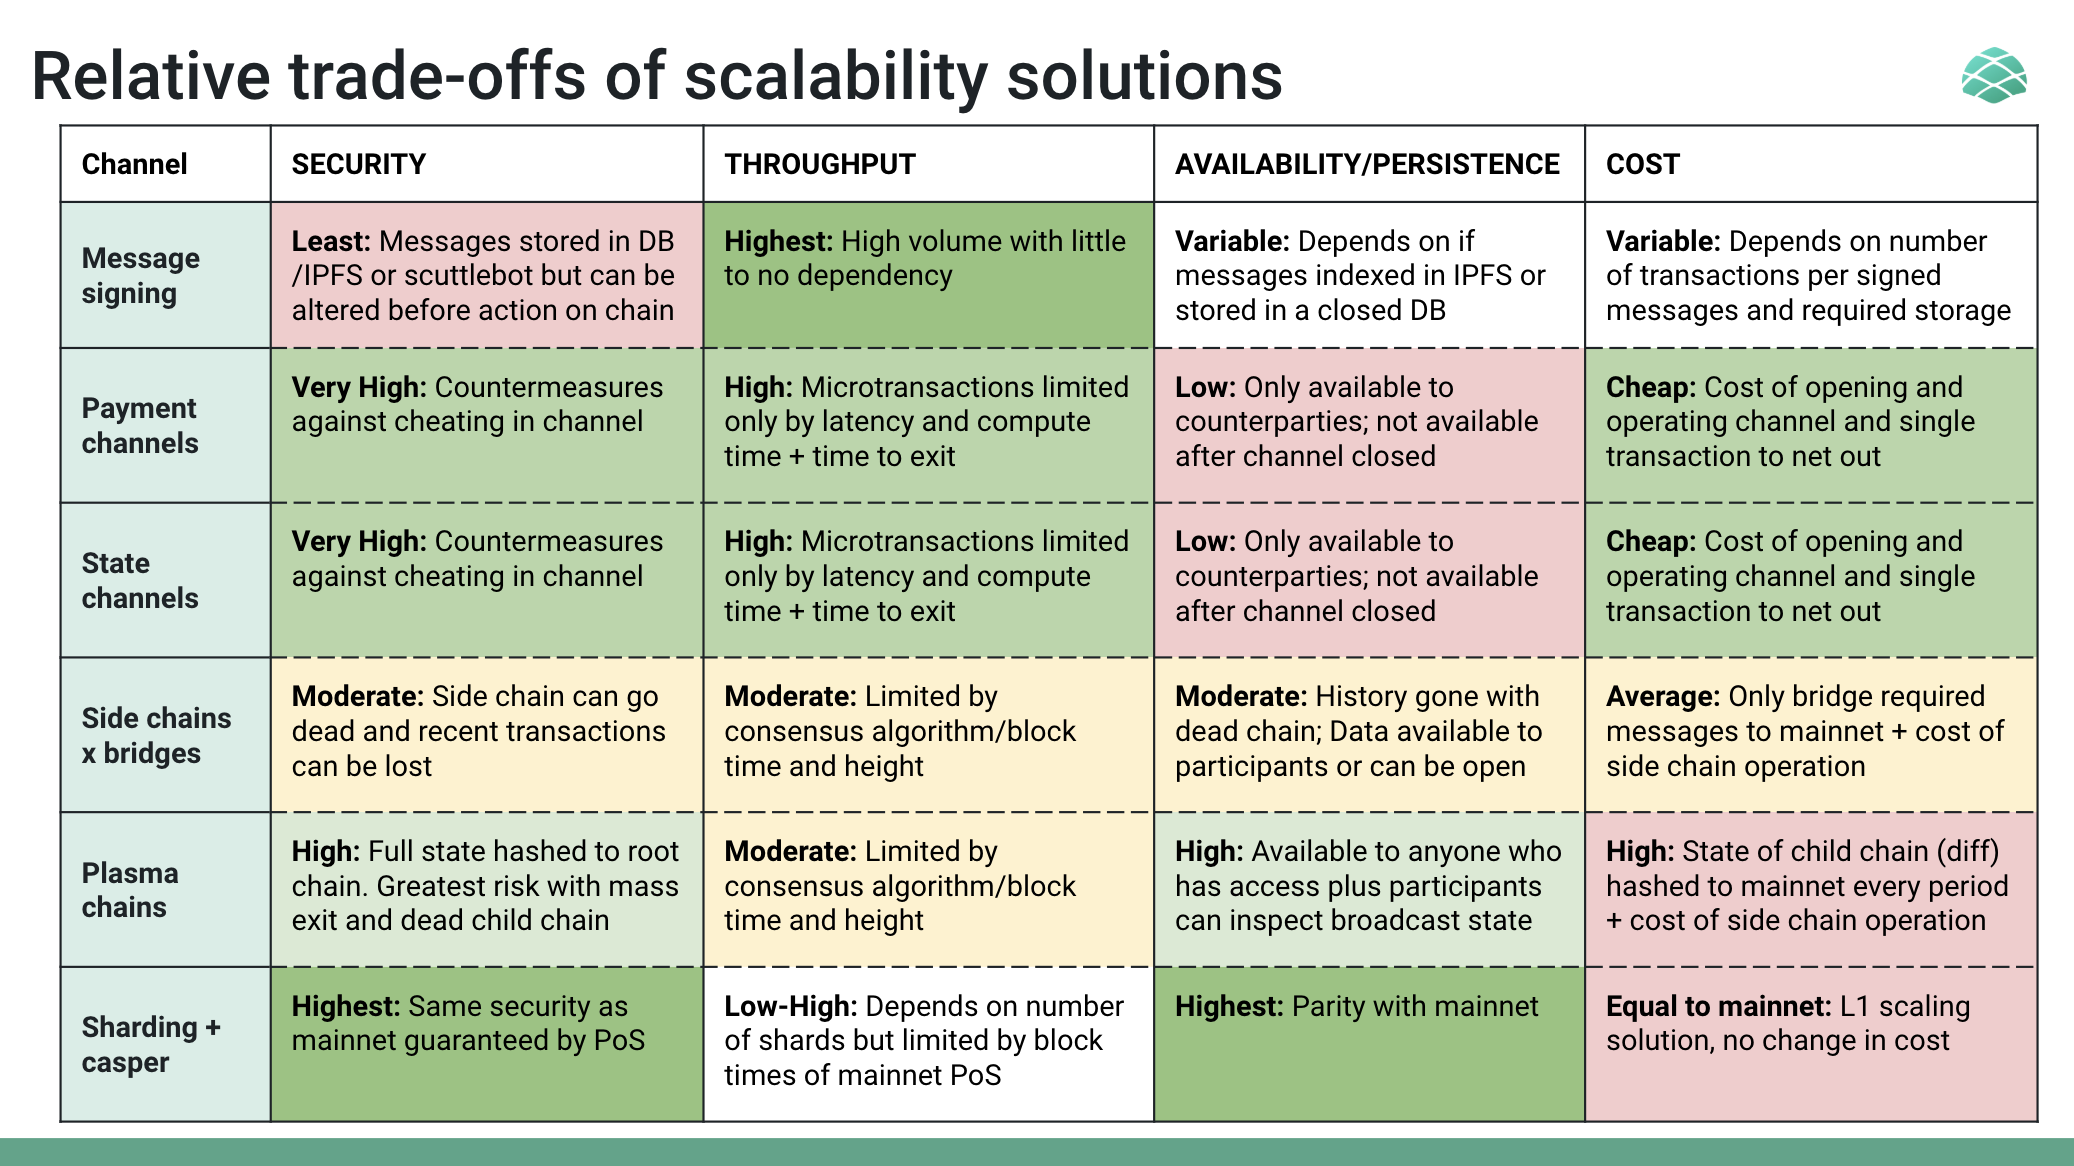 Relative trade-offs of scalability solutions
Channel
SECURITY
THROUGHPUT
AVAILABILITY/PERSISTENCE
COST
Message
signing
Least: Messages stored in DB
/IPFS or scuttlebot but can be
altered before action on chain
Highest: High volume with little
to no dependency
Variable: Depends on if
messages indexed in IPFS or
stored in a closed DB
Variable: Depends on number
of transactions per signed
messages and required storage
Payment
channels
Very High: Countermeasures
against cheating in channel
High: Microtransactions limited
only by latency and compute
time + time to exit
Low: Only available to
counterparties; not available
after channel closed
Cheap: Cost of opening and
operating channel and single
transaction to net out
State
channels
Very High: Countermeasures
against cheating in channel
High: Microtransactions limited
only by latency and compute
time + time to exit
Low: Only available to
counterparties; not available
after channel closed
Cheap: Cost of opening and
operating channel and single
transaction to net out
Side chains
x bridges
Moderate: Side chain can go
dead and recent transactions
can be lost
Moderate: Limited by
consensus algorithm/block
time and height
Moderate: History gone with
dead chain; Data available to
participants or can be open
Average: Only bridge required
messages to mainnet + cost of
side chain operation
Plasma
chains
High: Full state hashed to root
chain. Greatest risk with mass
exit and dead child chain
Moderate: Limited by
consensus algorithm/block
time and height
High: Available to anyone who
has access plus participants
can inspect broadcast state
High: State of child chain (diff)
hashed to mainnet every period
+ cost of side chain operation
Sharding +
casper
Highest: Same security as
mainnet guaranteed by PoS
Low-High: Depends on number
of shards but limited by block
times of mainnet PoS
Highest: Parity with mainnet
Equal to mainnet: L1 scaling
solution, no change in cost